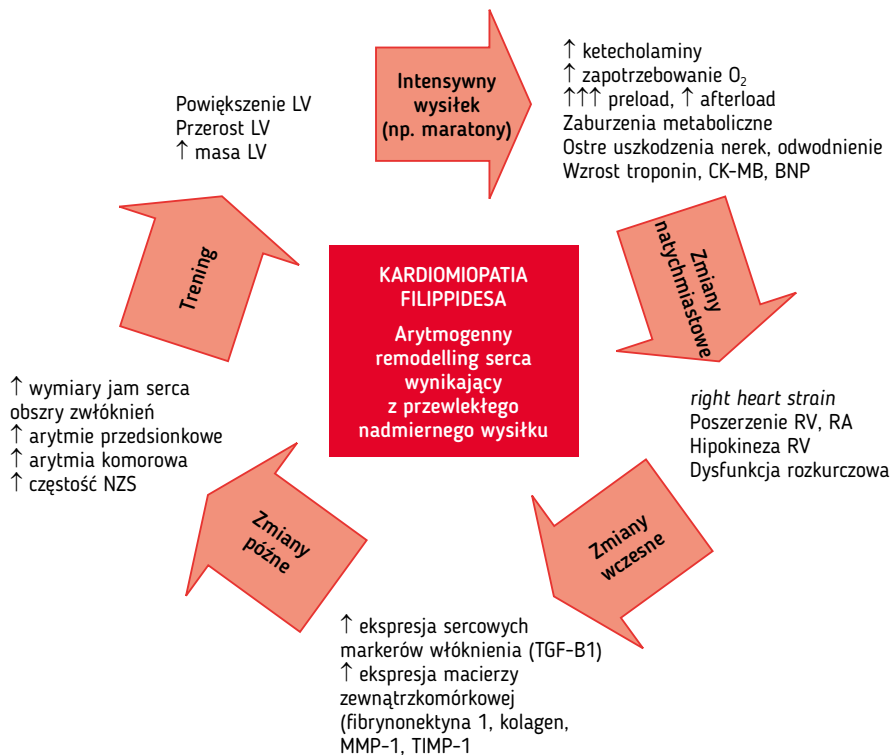 Intensywny
wysiłek
(np. maratony)
↑ ketecholaminy
↑ zapotrzebowanie O₂
↑↑↑ preload, ↑ afterload
Zaburzenia metaboliczne
Ostre uszkodzenia nerek, odwodnienie
Wzrost troponin, CK-MB, BNP
Zmiany
natychmiastowe
right heart strain
Poszerzenie RV, RA
Hipokineza RV
Dysfunkcja rozkurczowa
Zmiany
wczesne
↑ ekspresja sercowych
markerów włóknienia (TGF-B1)
↑ ekspresja macierzy
zewnątrzkomórkowej
(fibrynonektyna 1, kolagen,
MMP-1, TIMP-1
Zmiany
późne
↑ wymiary jam serca
obszry zwłóknień
↑ arytmie przedsionkowe
↑ arytmia komorowa
↑ częstość NZS
Trening
Powiększenie LV
Przerost LV
↑ masa LV
KARDIOMIOPATIA
FILIPPIDESA
Arytmogenny
remodelling serca
wynikający
z przewlekłego
nadmiernego wysiłku